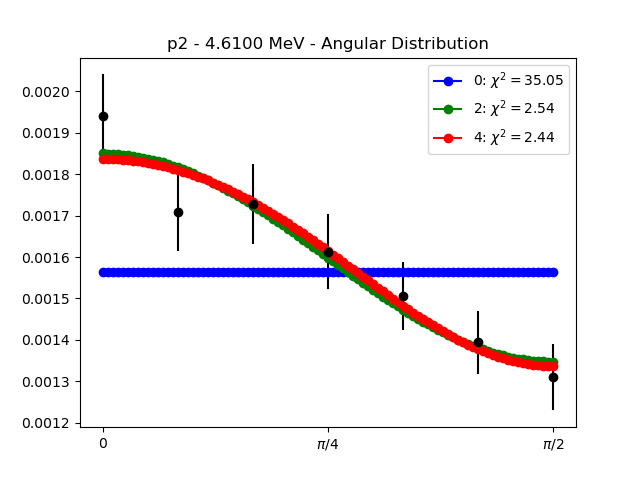 p2 - 4.6100 MeV - Angular Distribution
0: χ² = 35.05
2: χ² = 2.54
4: χ² = 2.44
0.0020
0.0019
0.0018
0.0017
0.0016
0.0015
0.0014
0.0013
0.0012
0
π/4
π/2